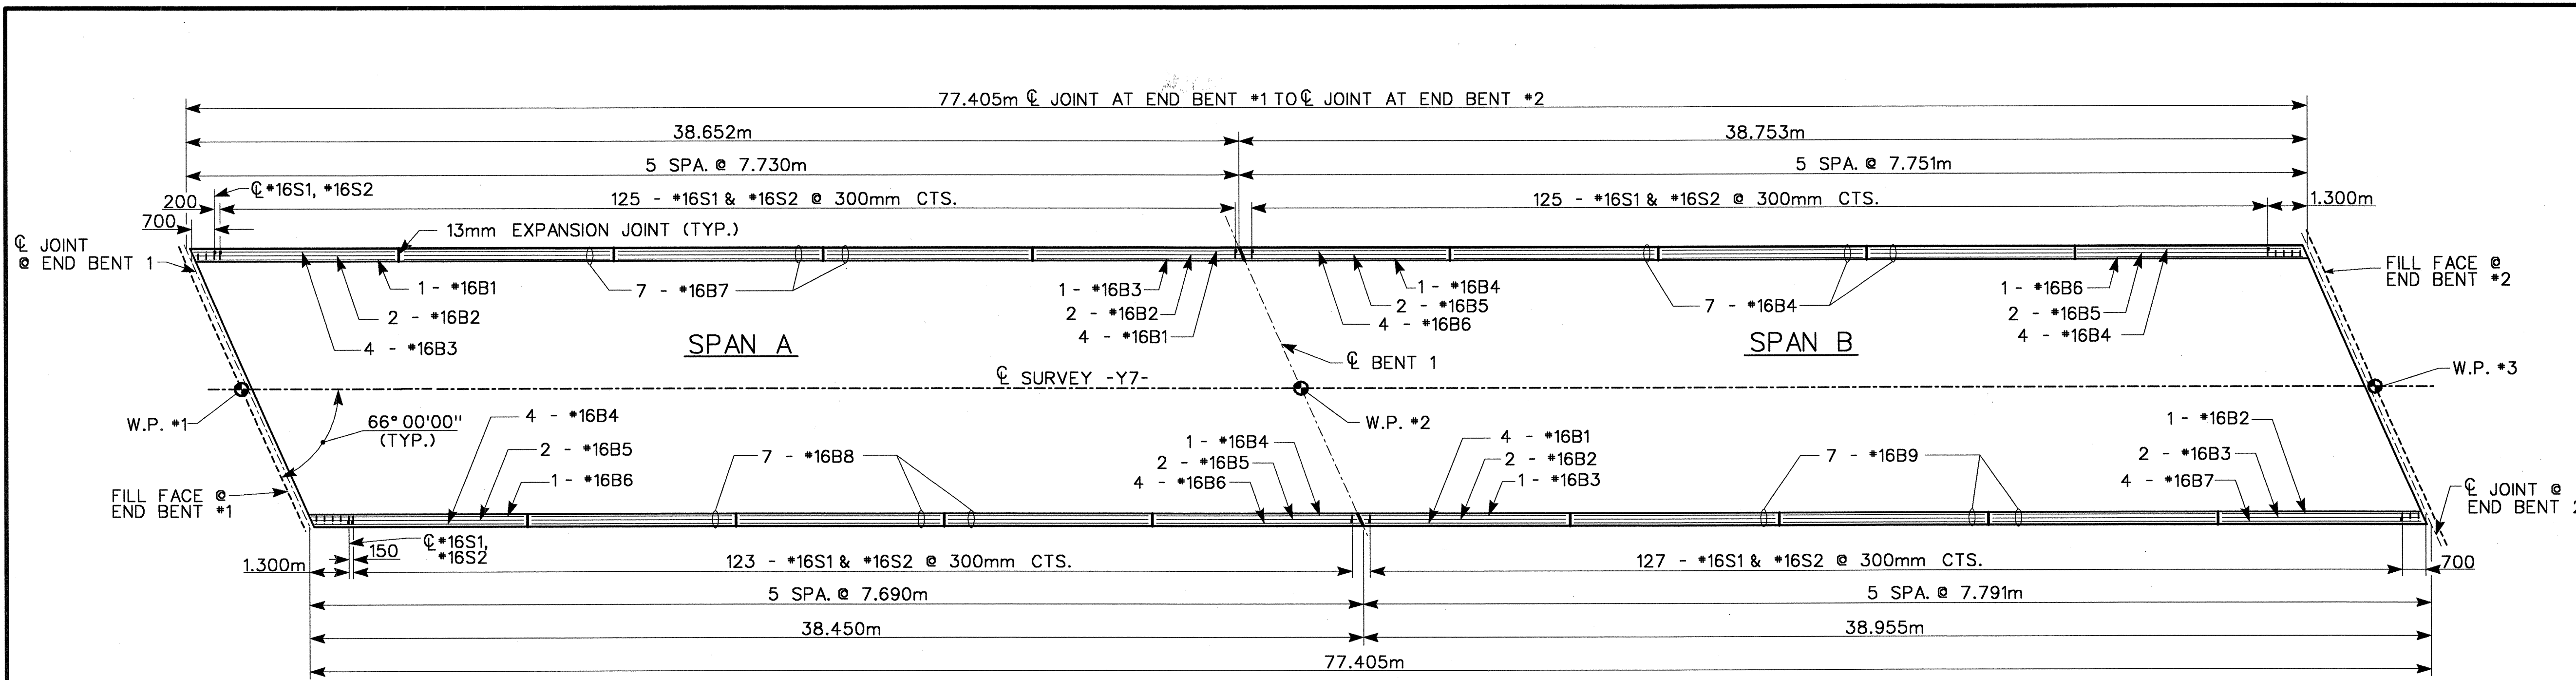 77.405m ℄ JOINT AT END BENT #1 TO ℄ JOINT AT END BENT #2
38.652m
38.753m
5 SPA. @ 7.730m
5 SPA. @ 7.751m
℄ #16S1, #16S2
200
125 - #16S1 & #16S2 @ 300mm CTS.
125 - #16S1 & #16S2 @ 300mm CTS.
1.300m
700
13mm EXPANSION JOINT (TYP.)
℄ JOINT
@ END BENT 1
FILL FACE @
END BENT #2
1 - #16B1
2 - #16B2
4 - #16B3
7 - #16B7
1 - #16B3
2 - #16B2
4 - #16B1
1 - #16B4
2 - #16B5
4 - #16B6
7 - #16B4
1 - #16B6
2 - #16B5
4 - #16B4
SPAN A
SPAN B
℄ BENT 1
℄ SURVEY -Y7-
W.P. #3
W.P. #1
66° 00'00"
(TYP.)
W.P. #2
4 - #16B4
2 - #16B5
1 - #16B6
7 - #16B8
1 - #16B4
2 - #16B5
4 - #16B6
4 - #16B1
2 - #16B2
1 - #16B3
7 - #16B9
1 - #16B2
2 - #16B3
4 - #16B7
FILL FACE @
END BENT #1
℄ JOINT @
END BENT 2
℄ #16S1,
#16S2
150
1.300m
123 - #16S1 & #16S2 @ 300mm CTS.
127 - #16S1 & #16S2 @ 300mm CTS.
700
5 SPA. @ 7.690m
5 SPA. @ 7.791m
38.450m
38.955m
77.405m